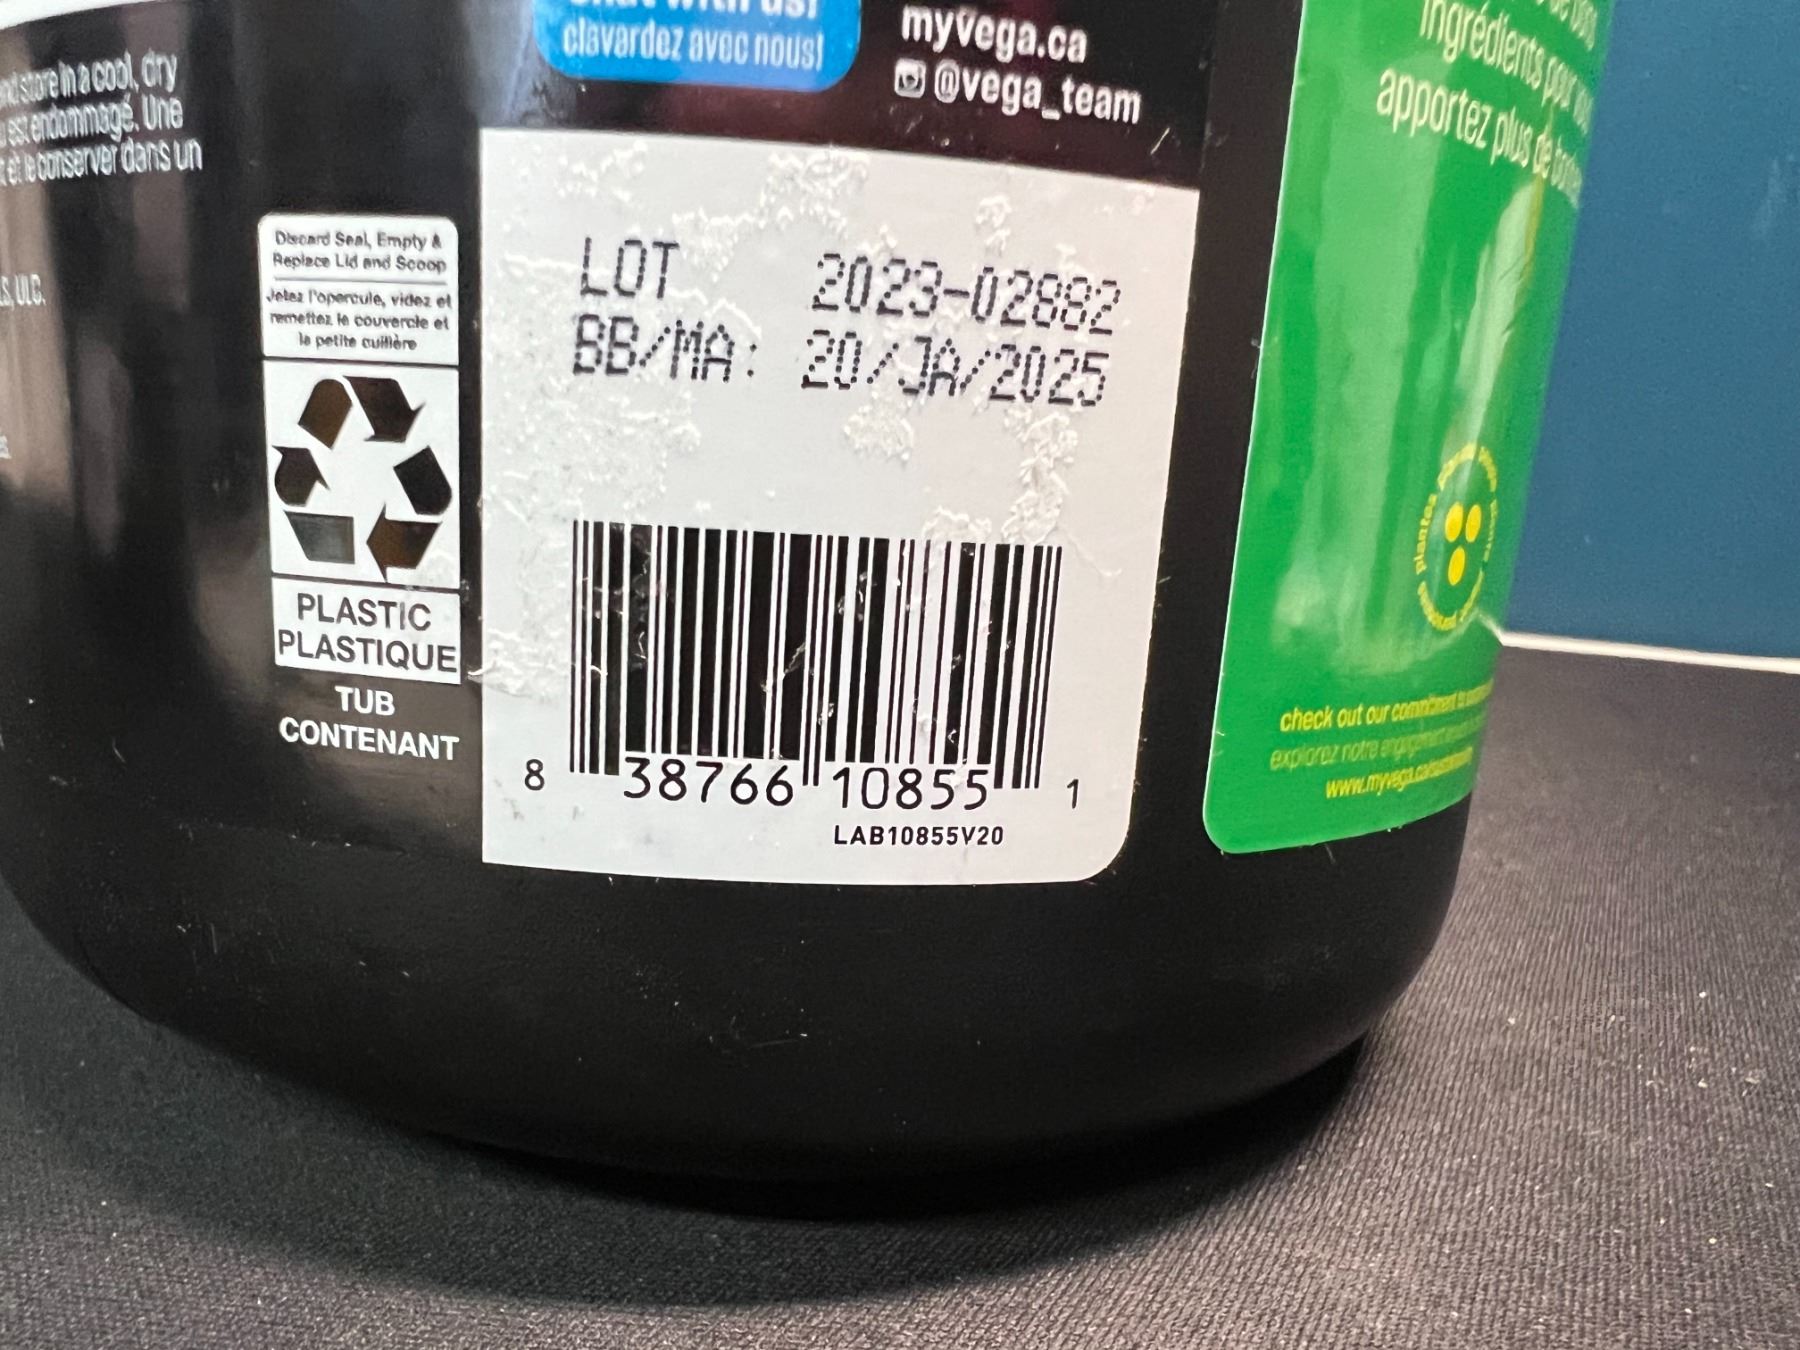 clavardez avec nous!
myvega.ca
@vega_team
and store in a cool, dry
est endommagé. Une
et le conserver dans un
Discard Seal, Empty &
Replace Lid and Scoop
Jetez l'opercule, videz et
remettez le couvercle et
la petite cuillère
PLASTIC
PLASTIQUE
TUB
CONTENANT
LOT 2023-02882
BB/MA: 20/JA/2025
8 38766 10855 1
LAB10855V20
ingrédients pour
apportez plus de
check out our commitment
explorez notre engagement